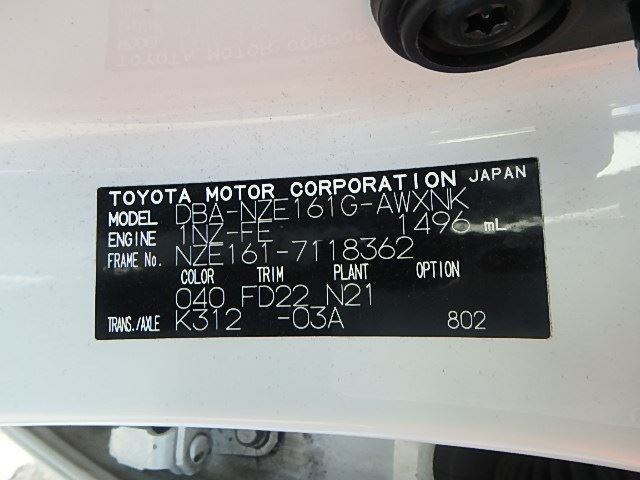 TOYOTA MOTOR CORPORATION JAPAN
MODEL DBA-NZE161G-AWXNK
ENGINE 1NZ-FE 1496 mL
FRAME No. NZE161-7118362
COLOR TRIM PLANT OPTION
040 FD22 N21
TRANS./AXLE K312 -03A 802